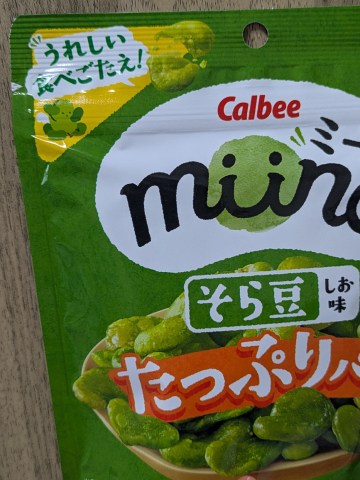 うれしい
食べごたえ!
Calbee
ミー
miino
そら豆
しお
味
たっぷり